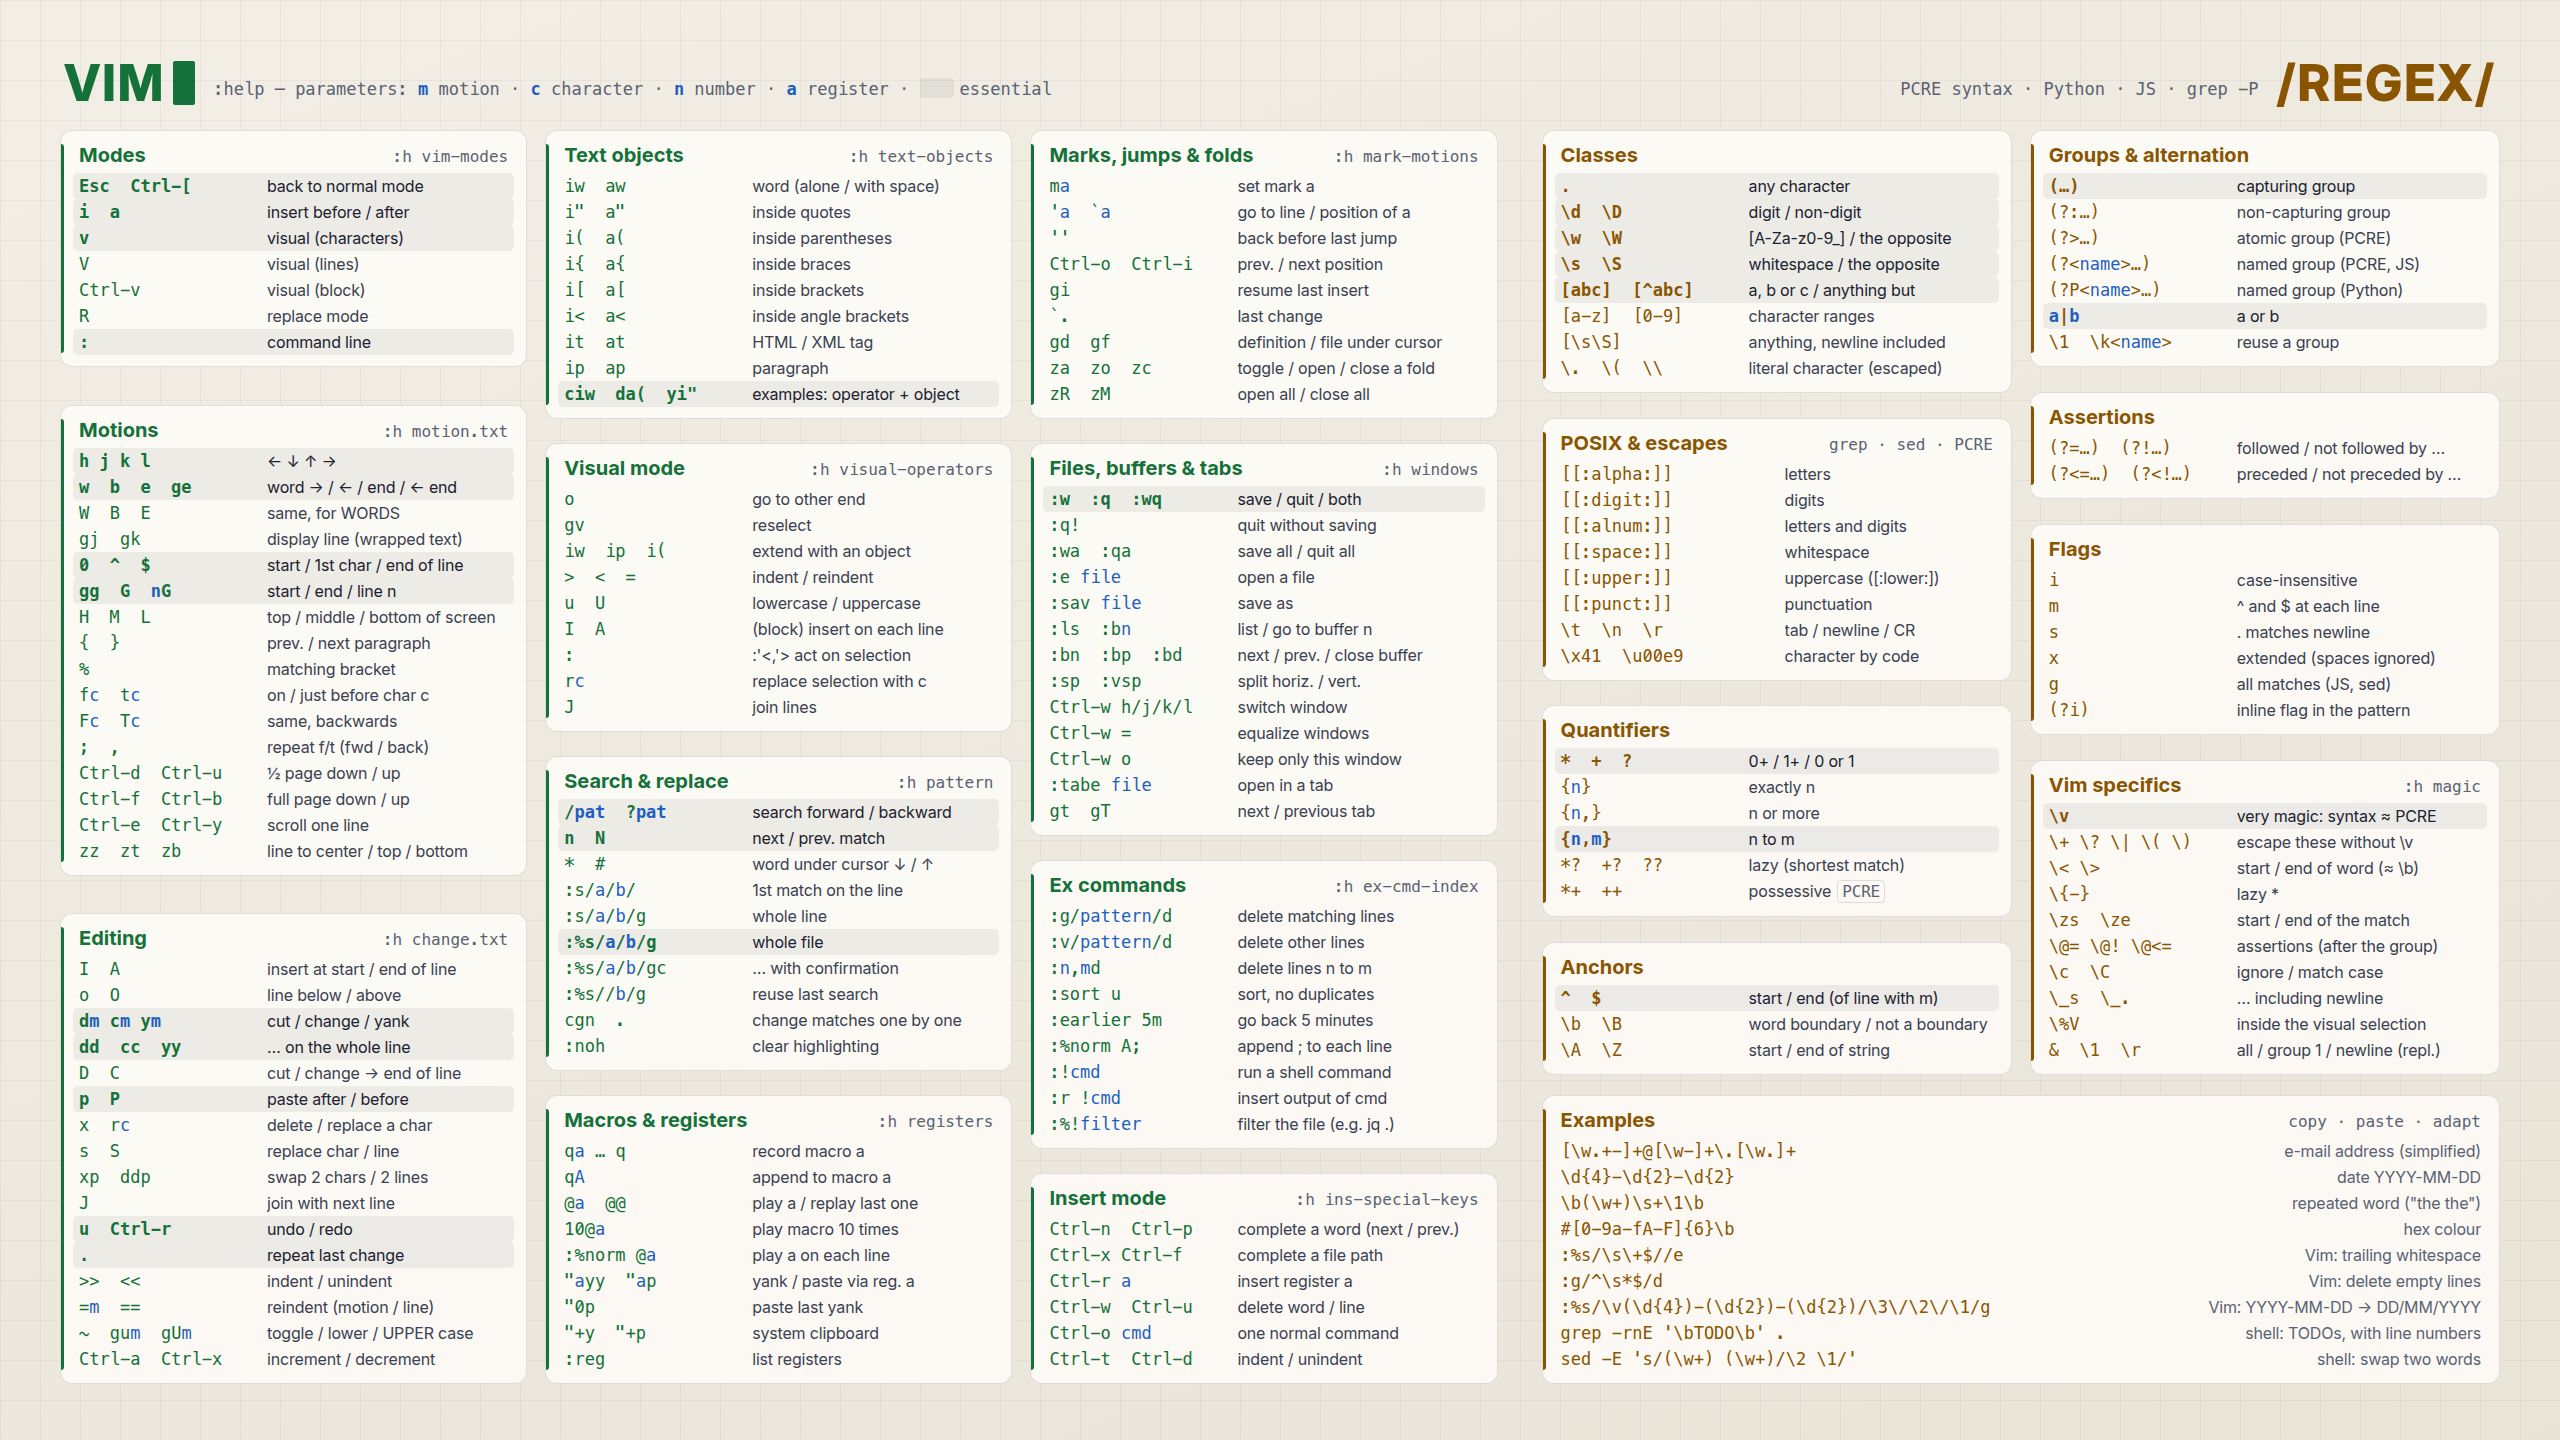 VIM
:help – parameters: m motion · c character · n number · a register · essential
PCRE syntax · Python · JS · grep -P /REGEX/
Modes :h vim-modes
Esc Ctrl-[ back to normal mode
i a insert before / after
v visual (characters)
V visual (lines)
Ctrl-v visual (block)
R replace mode
: command line
Motions :h motion.txt
h j k l ← ↓ ↑ →
w b e ge word → / ← / end / ← end
W B E same, for WORDS
gj gk display line (wrapped text)
0 ^ $ start / 1st char / end of line
gg G nG start / end / line n
H M L top / middle / bottom of screen
{ } prev. / next paragraph
% matching bracket
fc tc on / just before char c
Fc Tc same, backwards
; , repeat f/t (fwd / back)
Ctrl-d Ctrl-u ½ page down / up
Ctrl-f Ctrl-b full page down / up
Ctrl-e Ctrl-y scroll one line
zz zt zb line to center / top / bottom
Editing :h change.txt
I A insert at start / end of line
o O line below / above
dm cm ym cut / change / yank
dd cc yy … on the whole line
D C cut / change → end of line
p P paste after / before
x rc delete / replace a char
s S replace char / line
xp ddp swap 2 chars / 2 lines
J join with next line
u Ctrl-r undo / redo
. repeat last change
>> << indent / unindent
=m == reindent (motion / line)
~ gum gUm toggle / lower / UPPER case
Ctrl-a Ctrl-x increment / decrement
Text objects :h text-objects
iw aw word (alone / with space)
i" a" inside quotes
i( a( inside parentheses
i{ a{ inside braces
i[ a[ inside brackets
i< a< inside angle brackets
it at HTML / XML tag
ip ap paragraph
ciw da( yi" examples: operator + object
Visual mode :h visual-operators
o go to other end
gv reselect
iw ip i( extend with an object
> < = indent / reindent
u U lowercase / uppercase
I A (block) insert on each line
: :'<,'> act on selection
rc replace selection with c
J join lines
Search & replace :h pattern
/pat ?pat search forward / backward
n N next / prev. match
* # word under cursor ↓ / ↑
:s/a/b/ 1st match on the line
:s/a/b/g whole line
:%s/a/b/g whole file
:%s/a/b/gc … with confirmation
:%s//b/g reuse last search
cgn . change matches one by one
:noh clear highlighting
Macros & registers :h registers
qa … q record macro a
qA append to macro a
@a @@ play a / replay last one
10@a play macro 10 times
:%norm @a play a on each line
"ayy "ap yank / paste via reg. a
"0p paste last yank
"+y "+p system clipboard
:reg list registers
Marks, jumps & folds :h mark-motions
ma set mark a
'a `a go to line / position of a
'' back before last jump
Ctrl-o Ctrl-i prev. / next position
gi resume last insert
`. last change
gd gf definition / file under cursor
za zo zc toggle / open / close a fold
zR zM open all / close all
Files, buffers & tabs :h windows
:w :q :wq save / quit / both
:q! quit without saving
:wa :qa save all / quit all
:e file open a file
:sav file save as
:ls :bn list / go to buffer n
:bn :bp :bd next / prev. / close buffer
:sp :vsp split horiz. / vert.
Ctrl-w h/j/k/l switch window
Ctrl-w = equalize windows
Ctrl-w o keep only this window
:tabe file open in a tab
gt gT next / previous tab
Ex commands :h ex-cmd-index
:g/pattern/d delete matching lines
:v/pattern/d delete other lines
:n,md delete lines n to m
:sort u sort, no duplicates
:earlier 5m go back 5 minutes
:%norm A; append ; to each line
:!cmd run a shell command
:r !cmd insert output of cmd
:%!filter filter the file (e.g. jq .)
Insert mode :h ins-special-keys
Ctrl-n Ctrl-p complete a word (next / prev.)
Ctrl-x Ctrl-f complete a file path
Ctrl-r a insert register a
Ctrl-w Ctrl-u delete word / line
Ctrl-o cmd one normal command
Ctrl-t Ctrl-d indent / unindent
Classes
. any character
\d \D digit / non-digit
\w \W [A-Za-z0-9_] / the opposite
\s \S whitespace / the opposite
[abc] [^abc] a, b or c / anything but
[a-z] [0-9] character ranges
[\s\S] anything, newline included
\. \( \\ literal character (escaped)
POSIX & escapes grep · sed · PCRE
[[:alpha:]] letters
[[:digit:]] digits
[[:alnum:]] letters and digits
[[:space:]] whitespace
[[:upper:]] uppercase ([:lower:])
[[:punct:]] punctuation
\t \n \r tab / newline / CR
\x41 \u00e9 character by code
Quantifiers
* + ? 0+ / 1+ / 0 or 1
{n} exactly n
{n,} n or more
{n,m} n to m
*? +? ?? lazy (shortest match)
*+ ++ possessive PCRE
Anchors
^ $ start / end (of line with m)
\b \B word boundary / not a boundary
\A \Z start / end of string
Groups & alternation
(…) capturing group
(?:…) non-capturing group
(?>…) atomic group (PCRE)
(?<name>…) named group (PCRE, JS)
(?P<name>…) named group (Python)
a|b a or b
\1 \k<name> reuse a group
Assertions
(?=…) (?!…) followed / not followed by …
(?<=…) (?<!…) preceded / not preceded by …
Flags
i case-insensitive
m ^ and $ at each line
s . matches newline
x extended (spaces ignored)
g all matches (JS, sed)
(?i) inline flag in the pattern
Vim specifics :h magic
\v very magic: syntax ≈ PCRE
\+ \? \| \( \) escape these without \v
\< \> start / end of word (≈ \b)
\{-} lazy *
\zs \ze start / end of the match
\@= \@! \@<= assertions (after the group)
\c \C ignore / match case
\_s \_. … including newline
\%V inside the visual selection
& \1 \r all / group 1 / newline (repl.)
Examples copy · paste · adapt
[\w.+-]+@[\w-]+\.[\w.]+ e-mail address (simplified)
\d{4}-\d{2}-\d{2} date YYYY-MM-DD
\b(\w+)\s+\1\b repeated word ("the the")
#[0-9a-fA-F]{6}\b hex colour
:%s/\s\+$//e Vim: trailing whitespace
:g/^\s*$/d Vim: delete empty lines
:%s/\v(\d{4})-(\d{2})-(\d{2})/\3\/\2\/\1/g Vim: YYYY-MM-DD → DD/MM/YYYY
grep -rnE '\bTODO\b' . shell: TODOs, with line numbers
sed -E 's/(\w+) (\w+)/\2 \1/' shell: swap two words